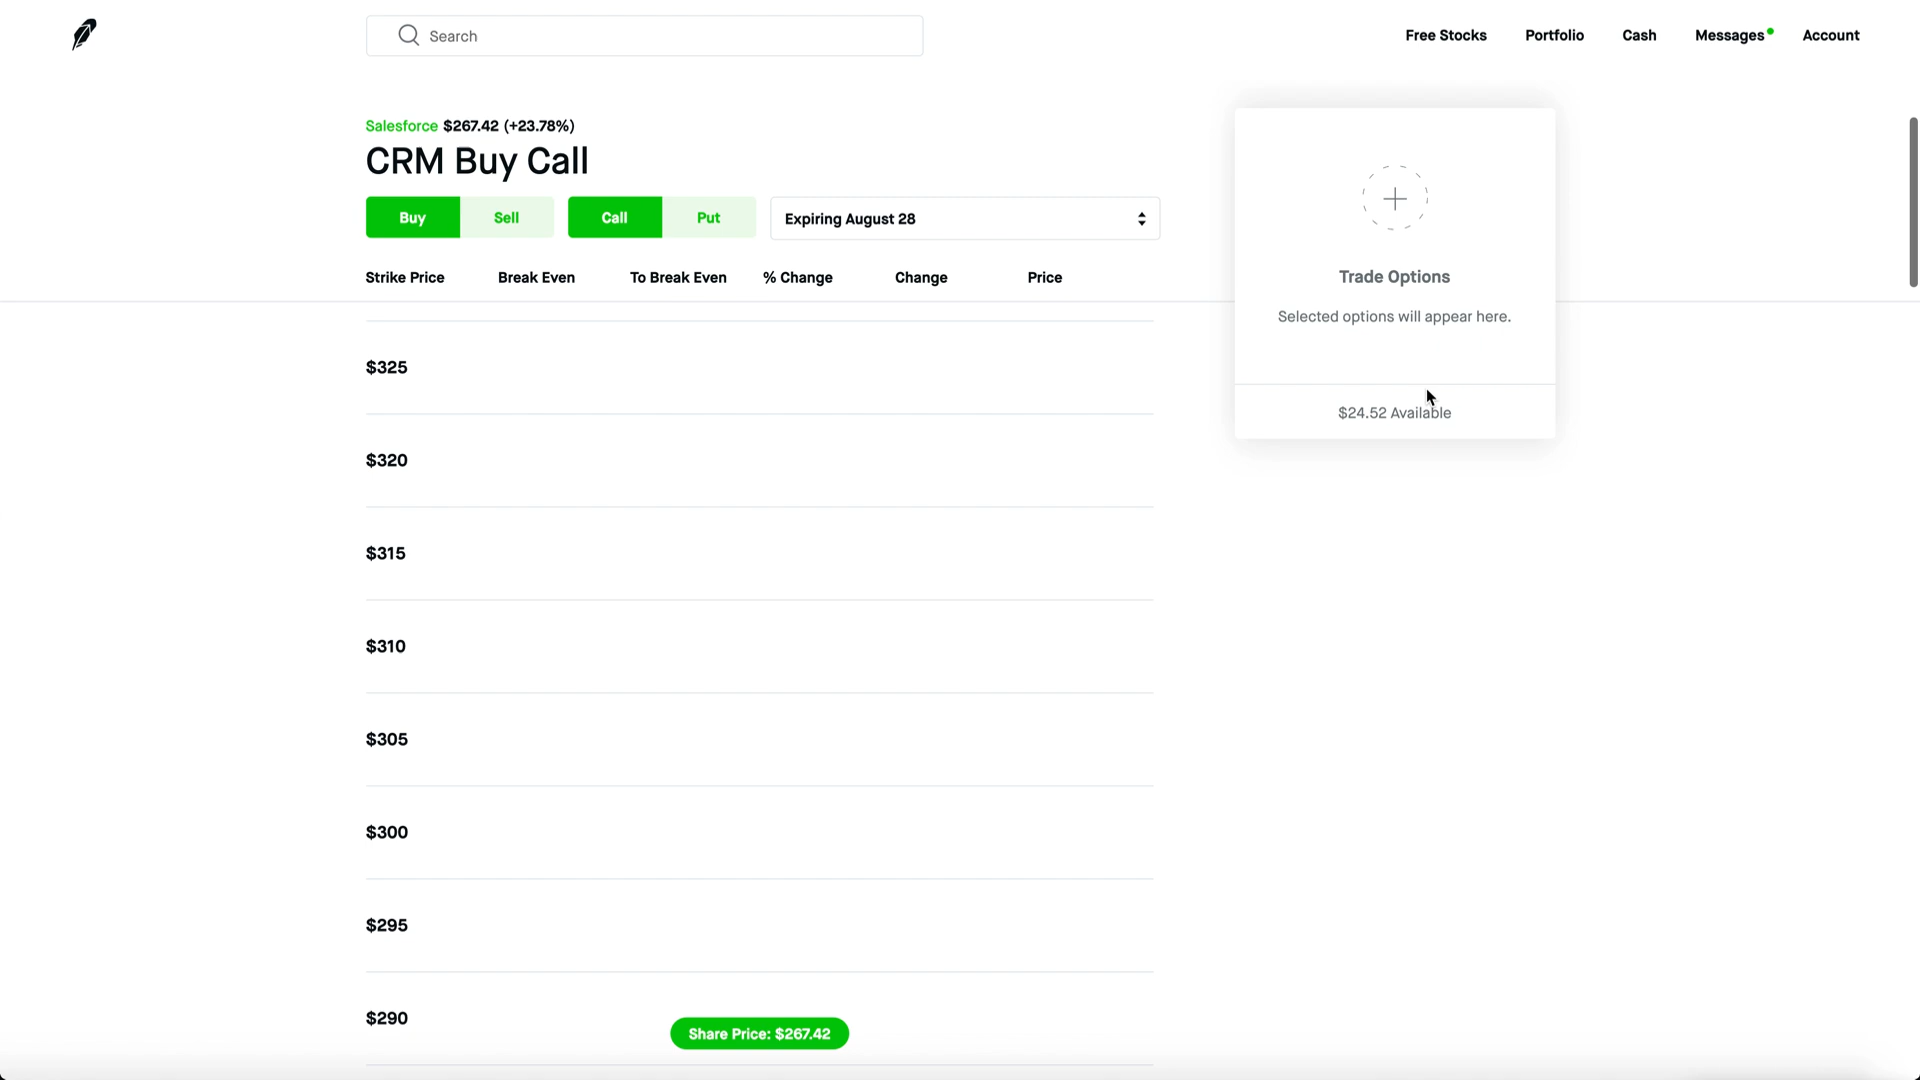 Search
Free Stocks
Portfolio
Cash
Messages
Account
Salesforce $267.42 (+23.78%)
CRM Buy Call
Buy
Sell
Call
Put
Expiring August 28
Strike Price
Break Even
To Break Even
% Change
Change
Price
$325
$320
$315
$310
$305
$300
$295
$290
Share Price: $267.42
Trade Options
Selected options will appear here.
$24.52 Available